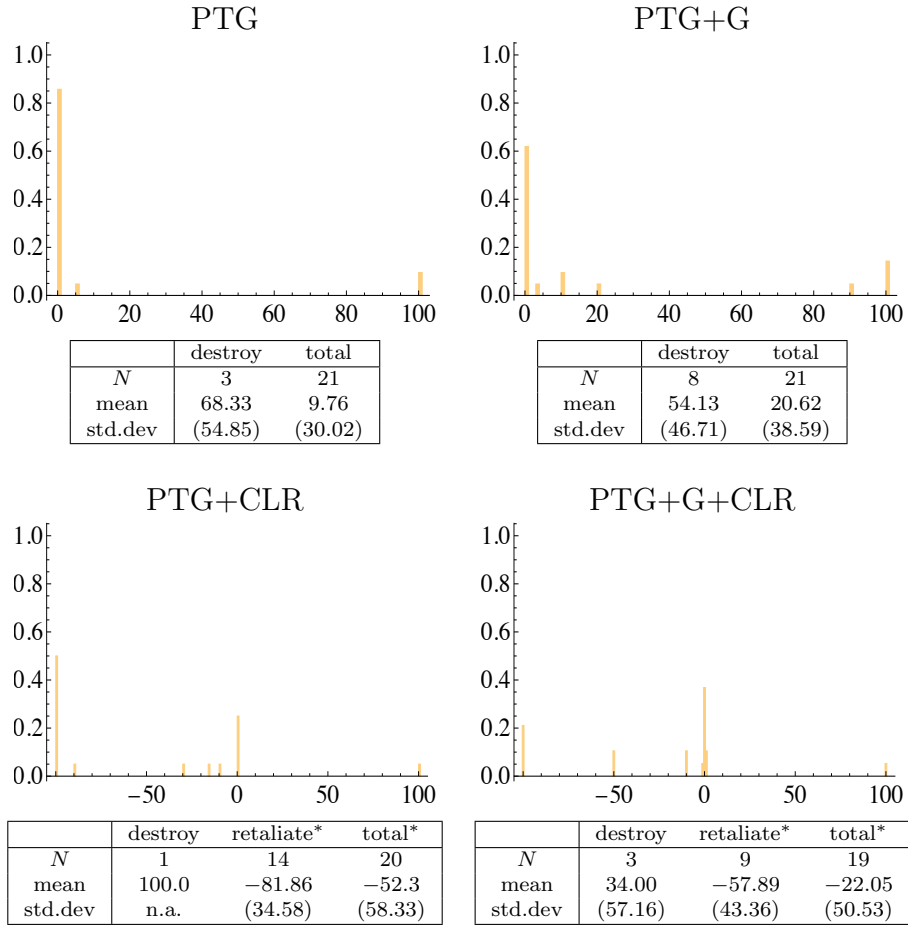 PTG
1.0
0.8
0.6
0.4
0.2
0.0
0 20 40 60 80 100
destroy total
N 3 21
mean 68.33 9.76
std.dev (54.85) (30.02)
PTG+G
1.0
0.8
0.6
0.4
0.2
0.0
0 20 40 60 80 100
destroy total
N 8 21
mean 54.13 20.62
std.dev (46.71) (38.59)
PTG+CLR
1.0
0.8
0.6
0.4
0.2
0.0
−50 0 50 100
destroy retaliate* total*
N 1 14 20
mean 100.0 −81.86 −52.3
std.dev n.a. (34.58) (58.33)
PTG+G+CLR
1.0
0.8
0.6
0.4
0.2
0.0
−50 0 50 100
destroy retaliate* total*
N 3 9 19
mean 34.00 −57.89 −22.05
std.dev (57.16) (43.36) (50.53)